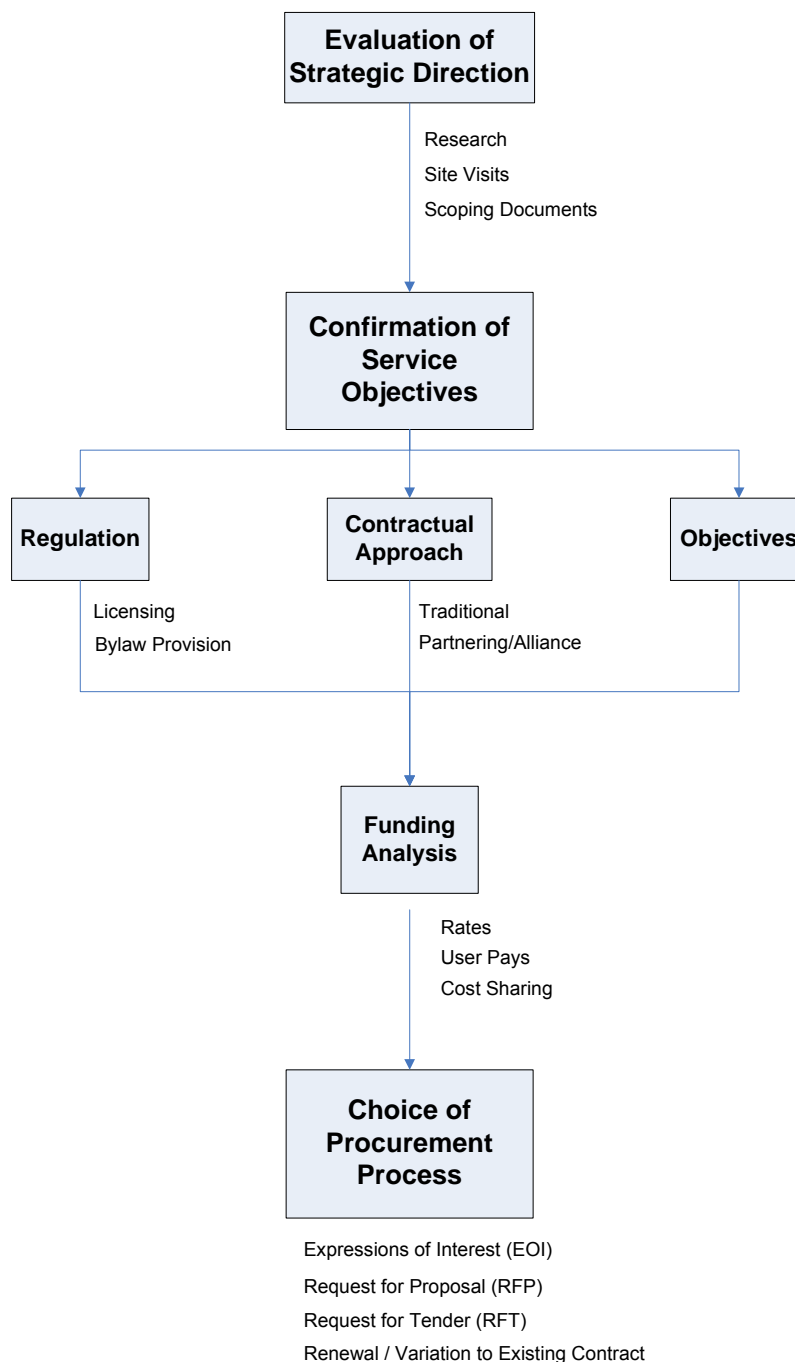 Evaluation of
Strategic Direction
Research
Site Visits
Scoping Documents
Confirmation of
Service
Objectives
Regulation
Contractual
Approach
Objectives
Licensing
Bylaw Provision
Traditional
Partnering/Alliance
Funding
Analysis
Rates
User Pays
Cost Sharing
Choice of
Procurement
Process
Expressions of Interest (EOI)
Request for Proposal (RFP)
Request for Tender (RFT)
Renewal / Variation to Existing Contract